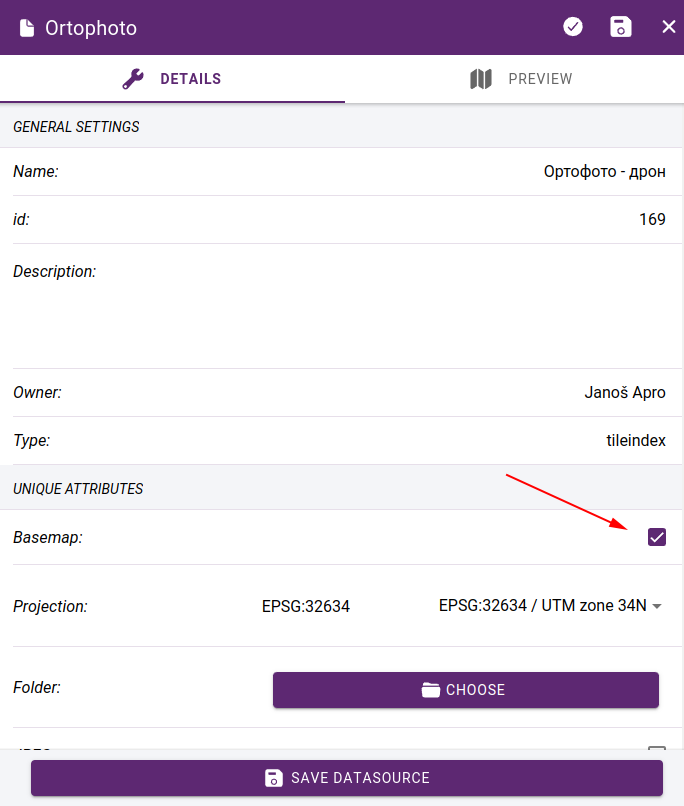 Ortophoto
DETAILS
PREVIEW
GENERAL SETTINGS
Name: Ортофото - дрон
id: 169
Description:
Owner: Janoš Apro
Type: tileindex
UNIQUE ATTRIBUTES
Basemap:
Projection: EPSG:32634 EPSG:32634 / UTM zone 34N
Folder: CHOOSE
SAVE DATASOURCE